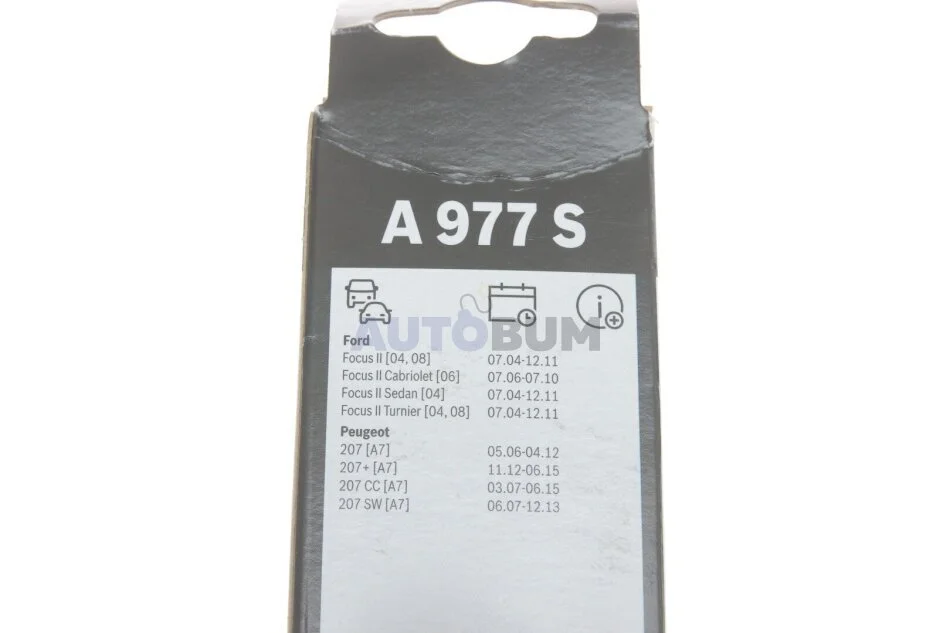 A 977 S
AUTOBUM
Ford
Focus II [04, 08] 07.04-12.11
Focus II Cabriolet [06] 07.06-07.10
Focus II Sedan [04] 07.04-12.11
Focus II Turnier [04, 08] 07.04-12.11
Peugeot
207 [A7] 05.06-04.12
207+ [A7] 11.12-06.15
207 CC [A7] 03.07-06.15
207 SW [A7] 06.07-12.13